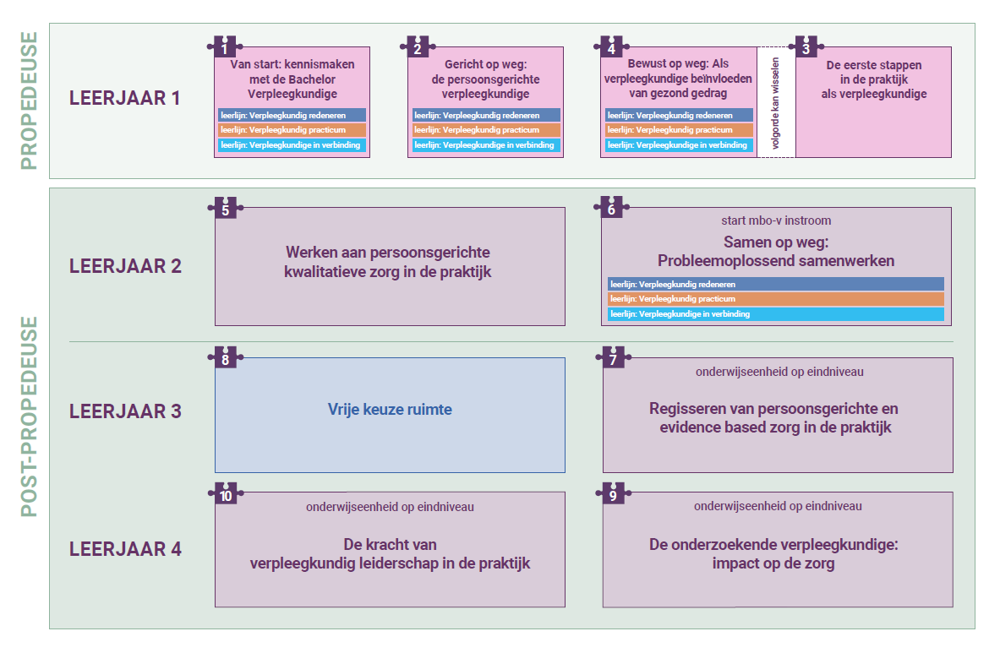 PROPEDEUSE
LEERJAAR 1
1
Van start: kennismaken
met de Bachelor
Verpleegkundige
leerlijn: Verpleegkundig redeneren
leerlijn: Verpleegkundig practicum
leerlijn: Verpleegkundige in verbinding
2
Gericht op weg:
de persoonsgerichte
verpleegkundige
leerlijn: Verpleegkundig redeneren
leerlijn: Verpleegkundig practicum
leerlijn: Verpleegkundige in verbinding
4
Bewust op weg: Als
verpleegkundige beïnvloeden
van gezond gedrag
leerlijn: Verpleegkundig redeneren
leerlijn: Verpleegkundig practicum
leerlijn: Verpleegkundige in verbinding
volgorde kan wisselen
3
De eerste stappen
in de praktijk
als verpleegkundige
POST-PROPEDEUSE
LEERJAAR 2
5
Werken aan persoonsgerichte
kwalitatieve zorg in de praktijk
6
start mbo-v instroom
Samen op weg:
Probleemoplossend samenwerken
leerlijn: Verpleegkundig redeneren
leerlijn: Verpleegkundig practicum
leerlijn: Verpleegkundige in verbinding
LEERJAAR 3
8
Vrije keuze ruimte
7
onderwijseenheid op eindniveau
Regisseren van persoonsgerichte en
evidence based zorg in de praktijk
LEERJAAR 4
10
onderwijseenheid op eindniveau
De kracht van
verpleegkundig leiderschap in de praktijk
9
onderwijseenheid op eindniveau
De onderzoekende verpleegkundige:
impact op de zorg